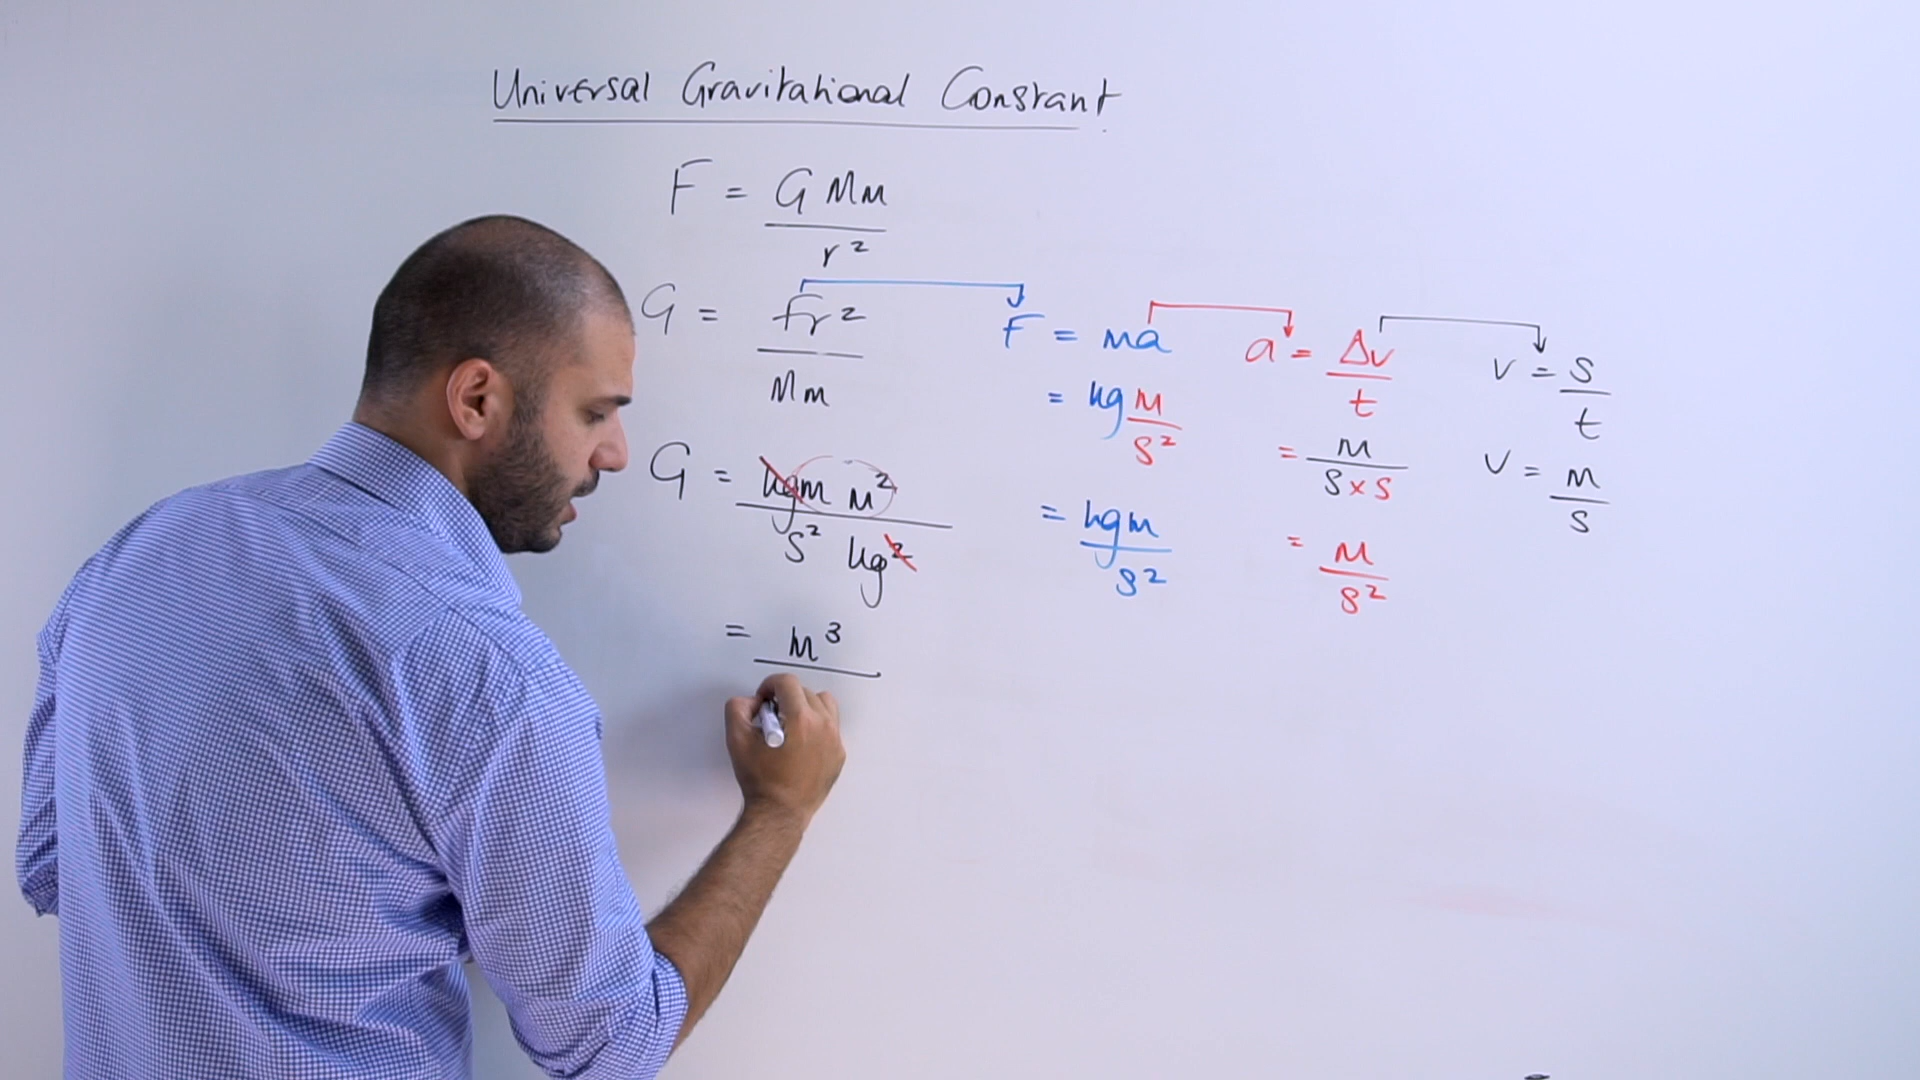 Universal Gravitational Constant
F = GMm / r²
G = Fr² / Mm
G = kgm m² / s² kg²
= m³
F = ma
= kg m / s²
= kgm / s²
a = Δv / t
= m / s × s
= m / s²
v = s / t
v = m / s